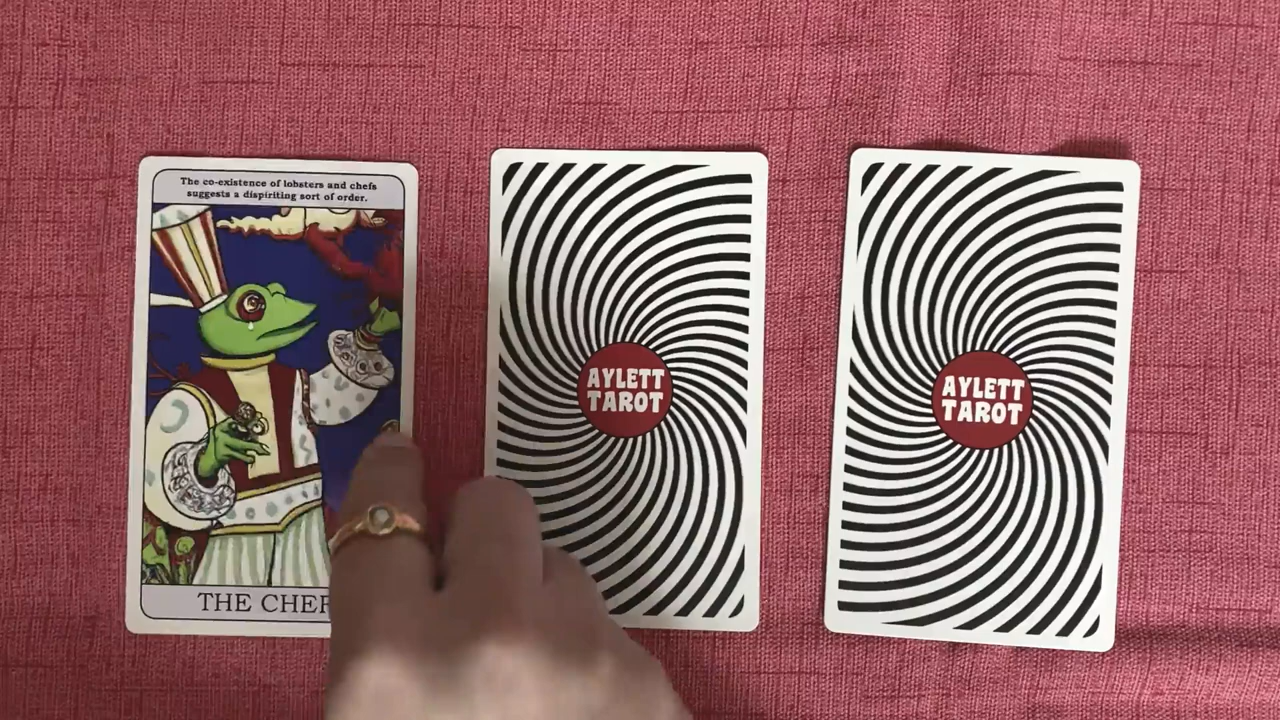 The co-existence of lobsters and chefs
suggests a dispiriting sort of order.
THE CHEF
AYLETT
TAROT
AYLETT
TAROT